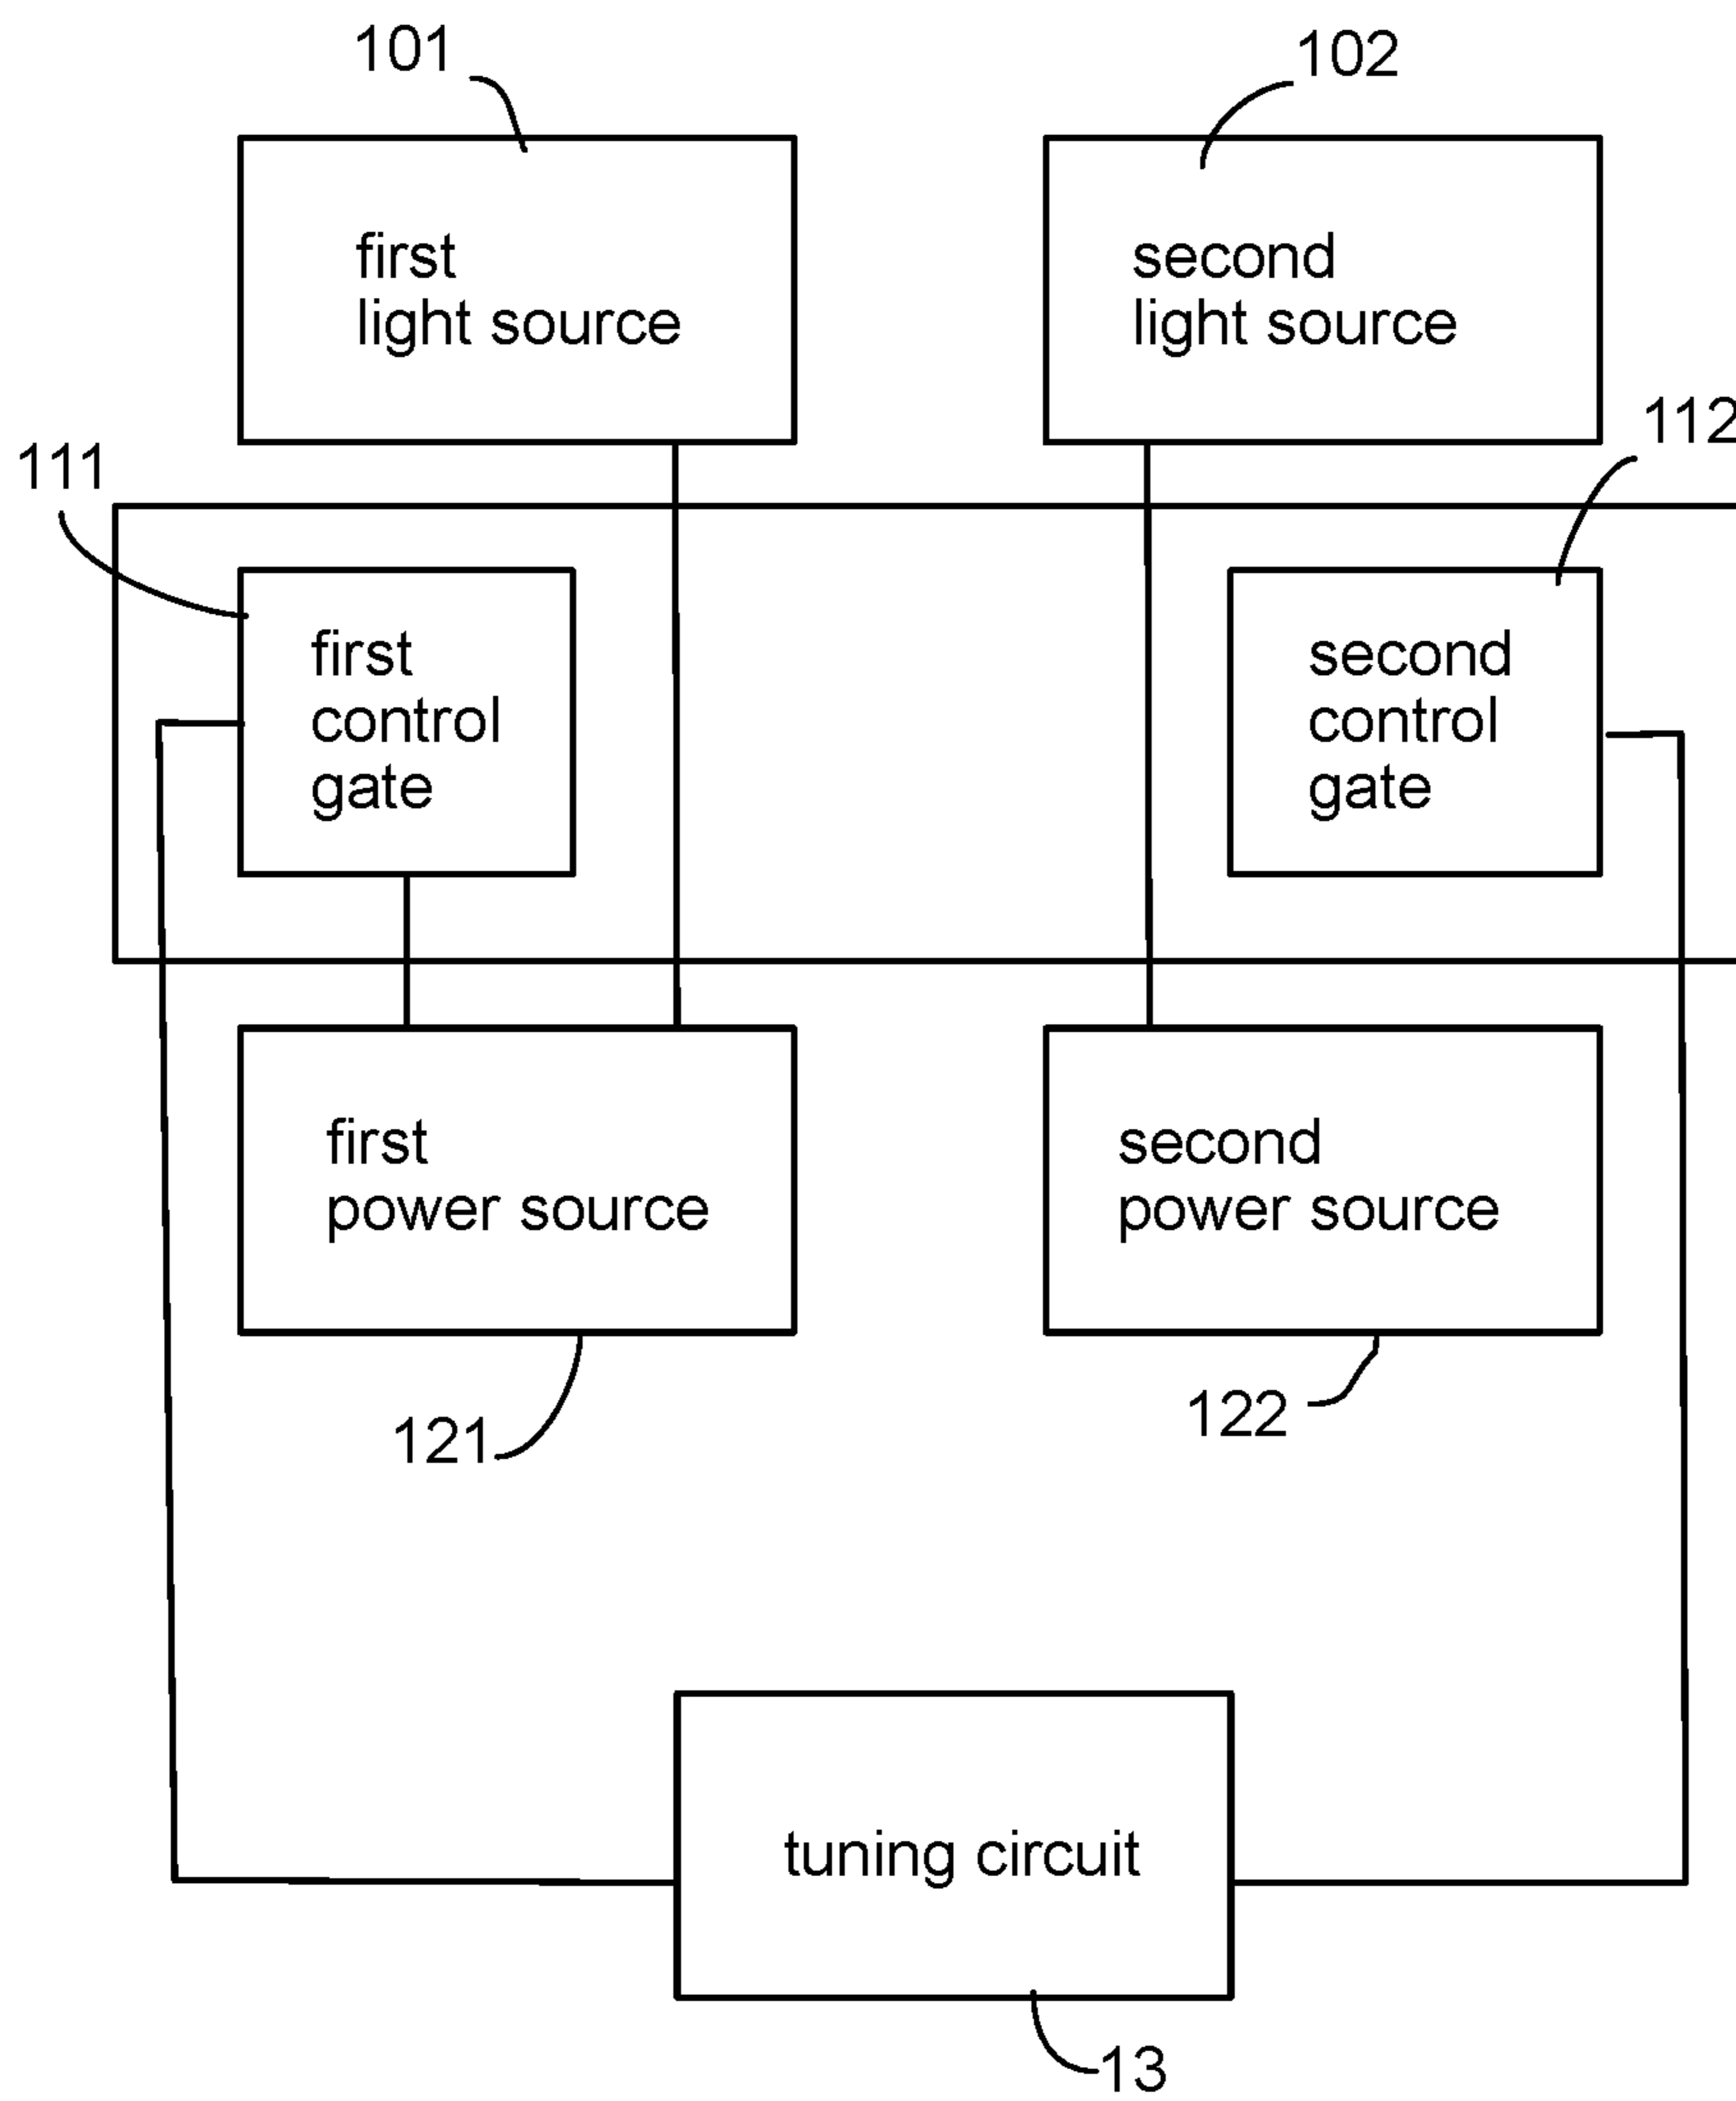 101
102
first
light source
second
light source
111
112
first
control
gate
second
control
gate
first
power source
second
power source
121
122
tuning circuit
13